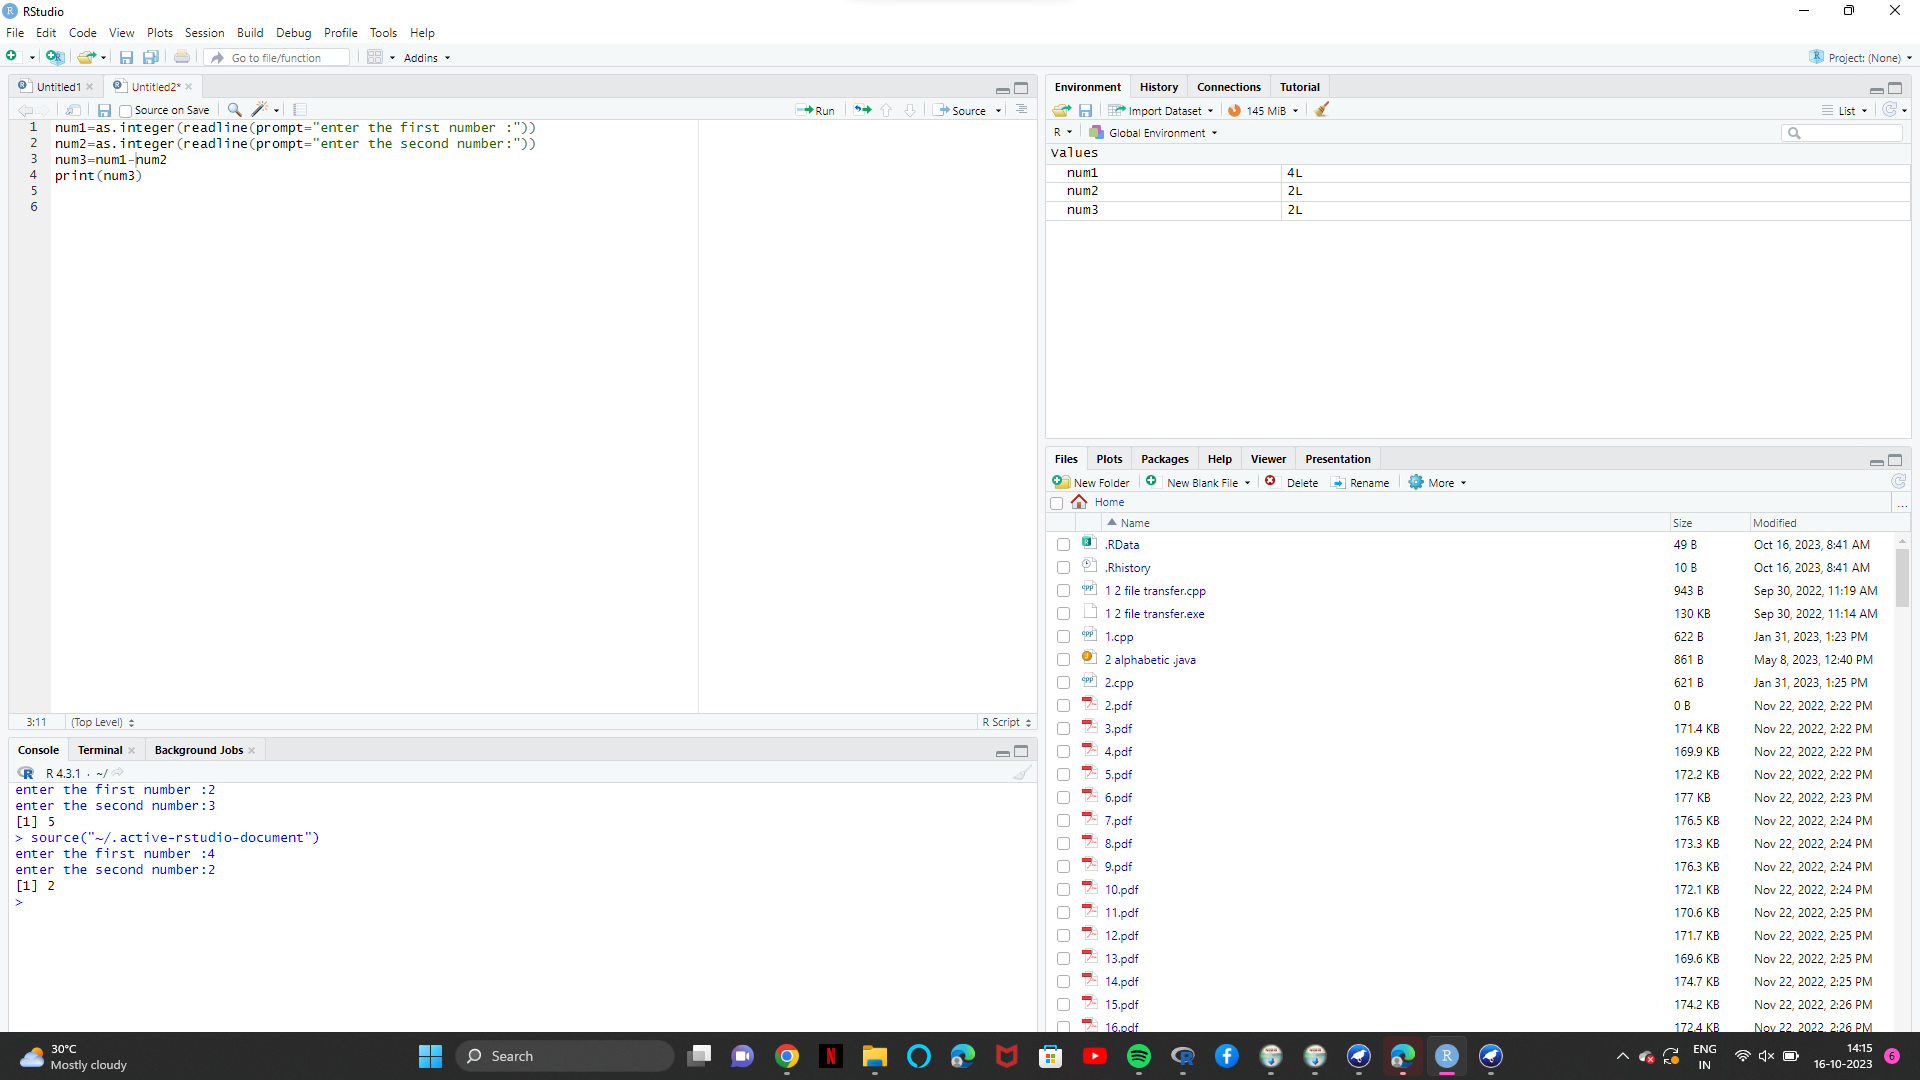 RStudio
File Edit Code View Plots Session Build Debug Profile Tools Help
Go to file/function Addins Project: (None)
Untitled1 Untitled2*
Source on Save Run Source
1 num1=as.integer(readline(prompt="enter the first number :"))
2 num2=as.integer(readline(prompt="enter the second number:"))
3 num3=num1-num2
4 print(num3)
5
6
3:11 (Top Level) R Script
Console Terminal Background Jobs
R 4.3.1 · ~/
enter the first number :2
enter the second number:3
[1] 5
> source("~/.active-rstudio-document")
enter the first number :4
enter the second number:2
[1] 2
>
Environment History Connections Tutorial
Import Dataset 145 MiB List
R Global Environment
Values
num1 4L
num2 2L
num3 2L
Files Plots Packages Help Viewer Presentation
New Folder New Blank File Delete Rename More
Home ...
Name Size Modified
.RData 49 B Oct 16, 2023, 8:41 AM
.Rhistory 10 B Oct 16, 2023, 8:41 AM
1 2 file transfer.cpp 943 B Sep 30, 2022, 11:19 AM
1 2 file transfer.exe 130 KB Sep 30, 2022, 11:14 AM
1.cpp 622 B Jan 31, 2023, 1:23 PM
2 alphabetic .java 861 B May 8, 2023, 12:40 PM
2.cpp 621 B Jan 31, 2023, 1:25 PM
2.pdf 0 B Nov 22, 2022, 2:22 PM
3.pdf 171.4 KB Nov 22, 2022, 2:22 PM
4.pdf 169.9 KB Nov 22, 2022, 2:22 PM
5.pdf 172.2 KB Nov 22, 2022, 2:22 PM
6.pdf 177 KB Nov 22, 2022, 2:23 PM
7.pdf 176.5 KB Nov 22, 2022, 2:24 PM
8.pdf 173.3 KB Nov 22, 2022, 2:24 PM
9.pdf 176.3 KB Nov 22, 2022, 2:24 PM
10.pdf 172.1 KB Nov 22, 2022, 2:24 PM
11.pdf 170.6 KB Nov 22, 2022, 2:25 PM
12.pdf 171.7 KB Nov 22, 2022, 2:25 PM
13.pdf 169.6 KB Nov 22, 2022, 2:25 PM
14.pdf 174.7 KB Nov 22, 2022, 2:25 PM
15.pdf 174.2 KB Nov 22, 2022, 2:26 PM
16.pdf 172.4 KB Nov 22, 2022, 2:26 PM
30°C
Mostly cloudy
Search
ENG
IN
14:15
16-10-2023
6